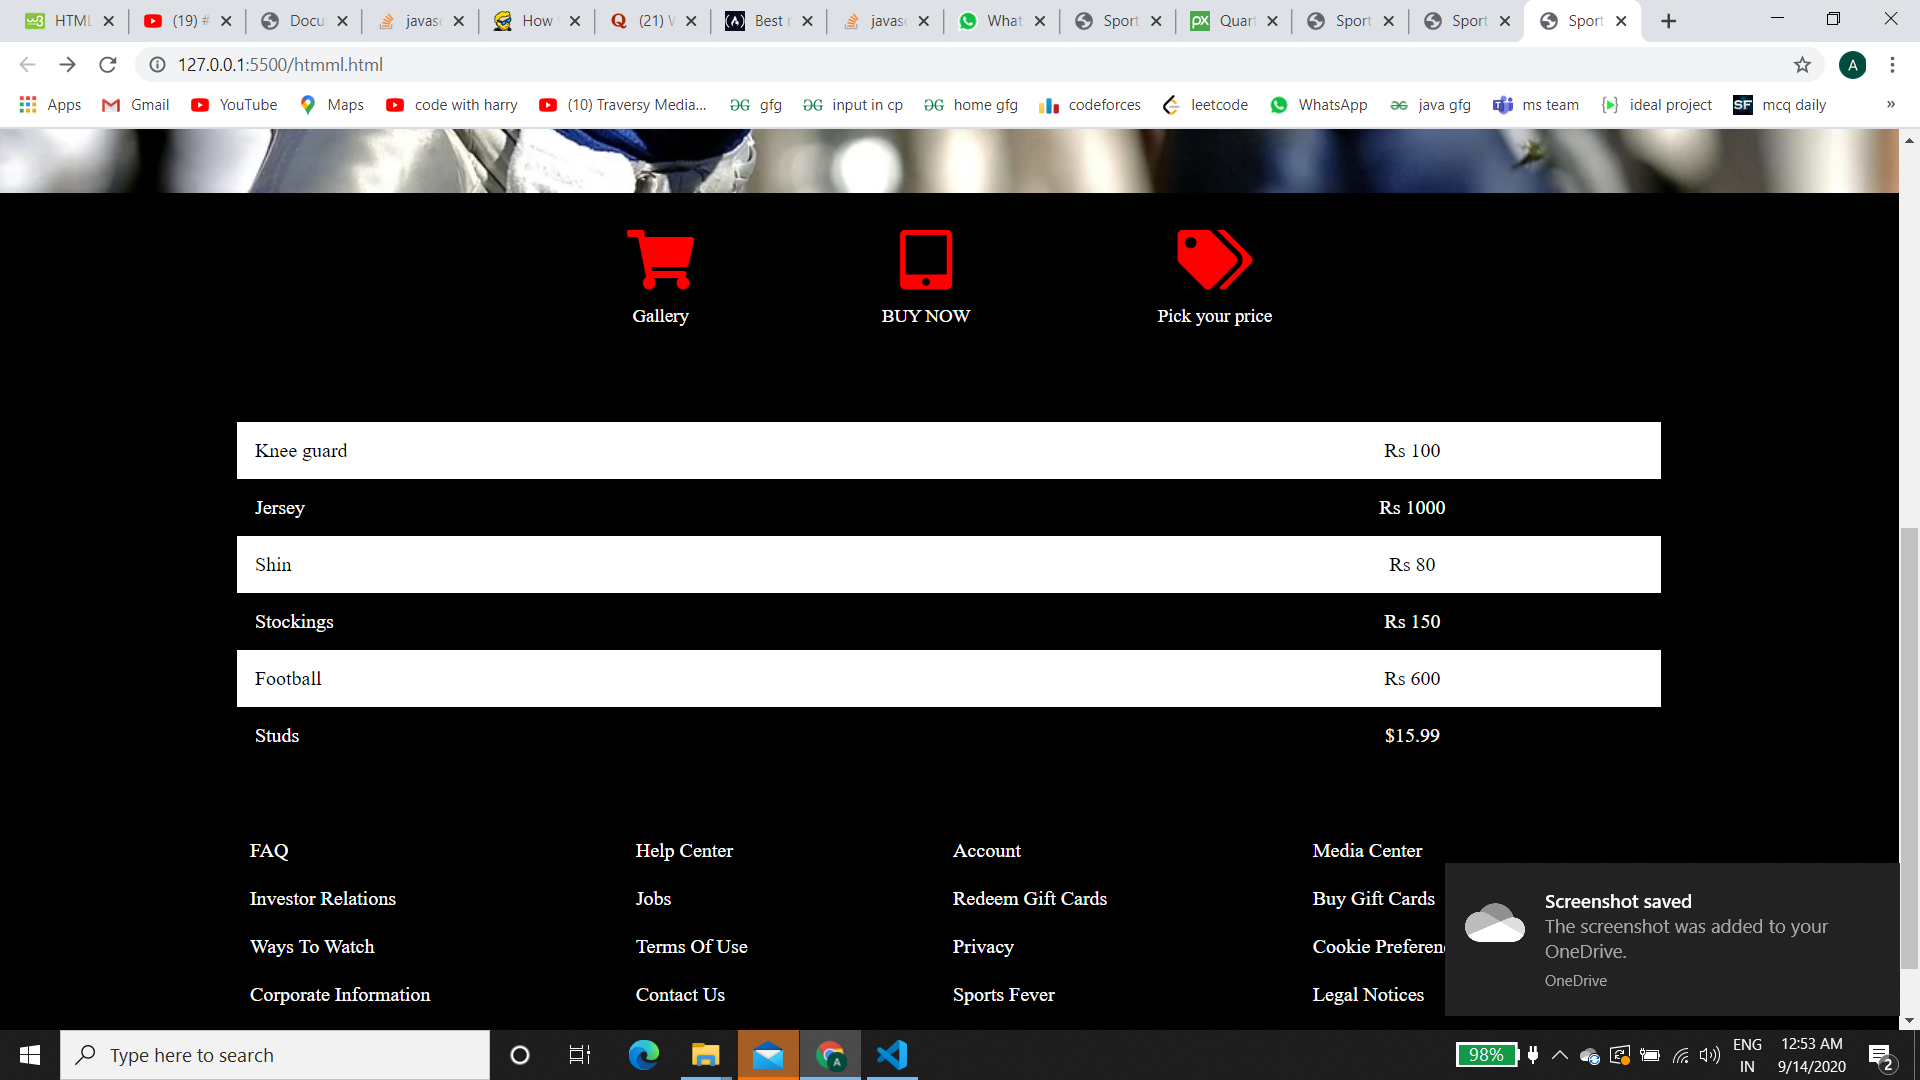 HTML
(19) #
Docu
javasc
How
(21) V
Best r
javasc
What
Sport
Quart
Sport
Sport
Sport
127.0.0.1:5500/htmml.html
A
Apps
Gmail
YouTube
Maps
code with harry
(10) Traversy Media...
gfg
input in cp
home gfg
codeforces
leetcode
WhatsApp
java gfg
ms team
ideal project
SF
mcq daily
»
Gallery
BUY NOW
Pick your price
Knee guard Rs 100
Jersey Rs 1000
Shin Rs 80
Stockings Rs 150
Football Rs 600
Studs $15.99
FAQ Help Center Account Media Center
Investor Relations Jobs Redeem Gift Cards Buy Gift Cards
Ways To Watch Terms Of Use Privacy Cookie Preferen
Corporate Information Contact Us Sports Fever Legal Notices
Screenshot saved
The screenshot was added to your
OneDrive.
OneDrive
Type here to search
98%
ENG
IN
12:53 AM
9/14/2020
2